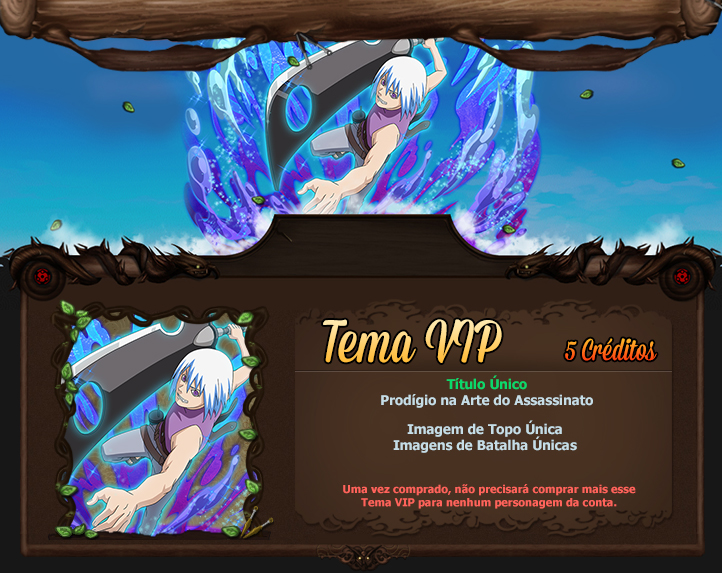 Tema VIP
5 Créditos
Título Único
Prodígio na Arte do Assassinato
Imagem de Topo Única
Imagens de Batalha Únicas
Uma vez comprado, não precisará comprar mais esse
Tema VIP para nenhum personagem da conta.